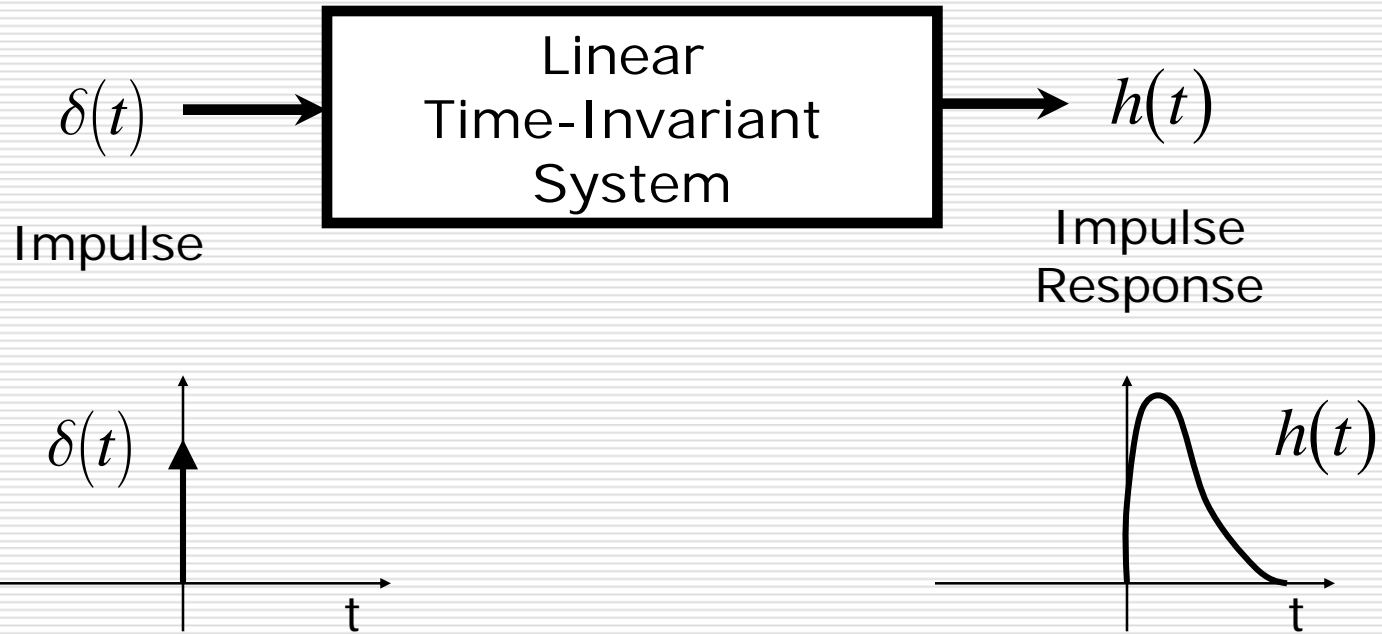 Linear
Time-Invariant
System
δ(t)
h(t)
Impulse
Impulse
Response
δ(t)
t
h(t)
t